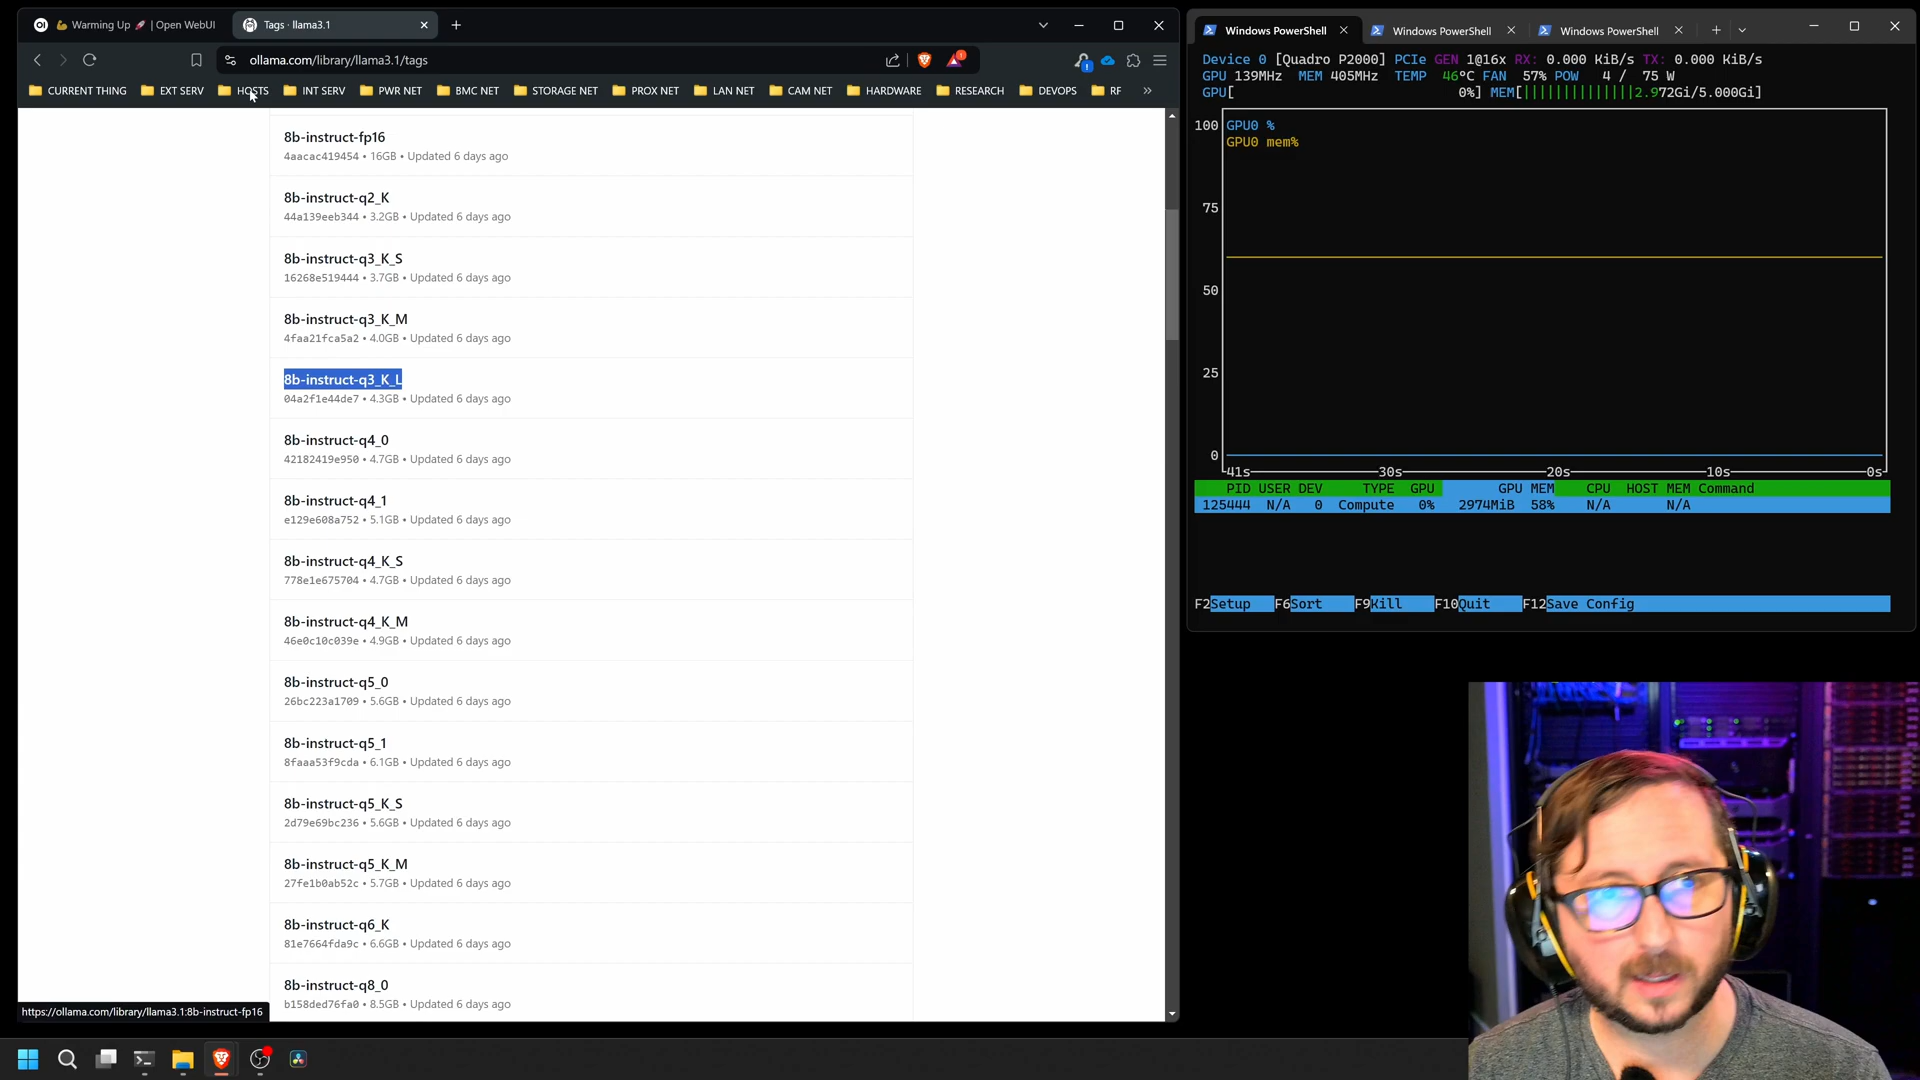 💪 Warming Up 🚀 | Open WebUI
Tags · llama3.1
ollama.com/library/llama3.1/tags
CURRENT THING
EXT SERV
HOSTS
INT SERV
PWR NET
BMC NET
STORAGE NET
PROX NET
LAN NET
CAM NET
HARDWARE
RESEARCH
DEVOPS
RF
8b-instruct-fp16
4aacac419454 • 16GB • Updated 6 days ago
8b-instruct-q2_K
44a139eeb344 • 3.2GB • Updated 6 days ago
8b-instruct-q3_K_S
16268e519444 • 3.7GB • Updated 6 days ago
8b-instruct-q3_K_M
4faa21fca5a2 • 4.0GB • Updated 6 days ago
8b-instruct-q3_K_L
04a2f1e44de7 • 4.3GB • Updated 6 days ago
8b-instruct-q4_0
42182419e950 • 4.7GB • Updated 6 days ago
8b-instruct-q4_1
e129e608a752 • 5.1GB • Updated 6 days ago
8b-instruct-q4_K_S
778e1e675704 • 4.7GB • Updated 6 days ago
8b-instruct-q4_K_M
46e0c10c039e • 4.9GB • Updated 6 days ago
8b-instruct-q5_0
26bc223a1709 • 5.6GB • Updated 6 days ago
8b-instruct-q5_1
8faaa53f9cda • 6.1GB • Updated 6 days ago
8b-instruct-q5_K_S
2d79e69bc236 • 5.6GB • Updated 6 days ago
8b-instruct-q5_K_M
27fe1b0ab52c • 5.7GB • Updated 6 days ago
8b-instruct-q6_K
81e7664fda9c • 6.6GB • Updated 6 days ago
8b-instruct-q8_0
b158ded76fa0 • 8.5GB • Updated 6 days ago
https://ollama.com/library/llama3.1:8b-instruct-fp16
Windows PowerShell
Windows PowerShell
Windows PowerShell
Device 0 [Quadro P2000] PCIe GEN 1@16x RX: 0.000 KiB/s TX: 0.000 KiB/s
GPU 139MHz MEM 405MHz TEMP 46°C FAN 57% POW 4 / 75 W
GPU[ 0%] MEM[||||||||||||||2.972Gi/5.000Gi]
100
GPU0 %
GPU0 mem%
75
50
25
0
41s 30s 20s 10s 0s
PID USER DEV TYPE GPU GPU MEM CPU HOST MEM Command
125444 N/A 0 Compute 0% 2974MiB 58% N/A N/A
F2Setup F6Sort F9Kill F10Quit F12Save Config